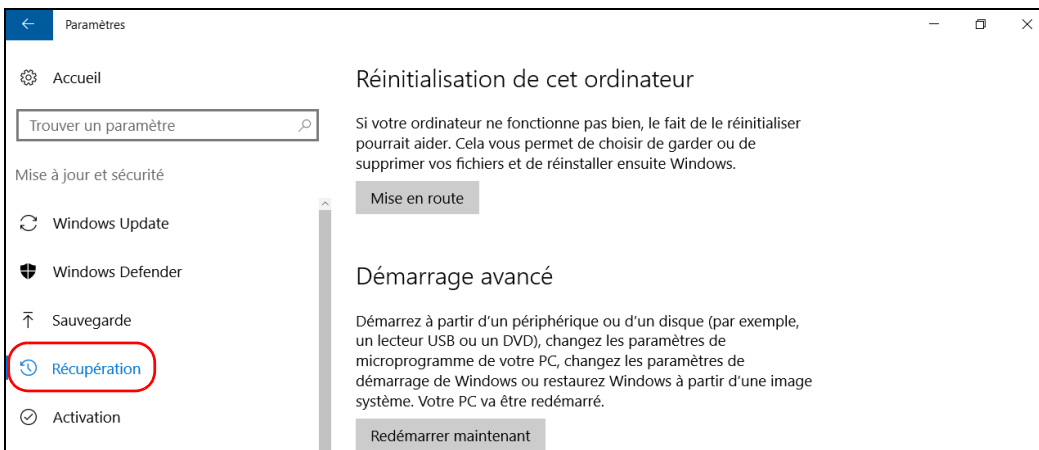 Paramètres
Accueil
Trouver un paramètre
Mise à jour et sécurité
Windows Update
Windows Defender
Sauvegarde
Récupération
Activation
Réinitialisation de cet ordinateur
Si votre ordinateur ne fonctionne pas bien, le fait de le réinitialiser
pourrait aider. Cela vous permet de choisir de garder ou de
supprimer vos fichiers et de réinstaller ensuite Windows.
Mise en route
Démarrage avancé
Démarrez à partir d'un périphérique ou d'un disque (par exemple,
un lecteur USB ou un DVD), changez les paramètres de
microprogramme de votre PC, changez les paramètres de
démarrage de Windows ou restaurez Windows à partir d'une image
système. Votre PC va être redémarré.
Redémarrer maintenant